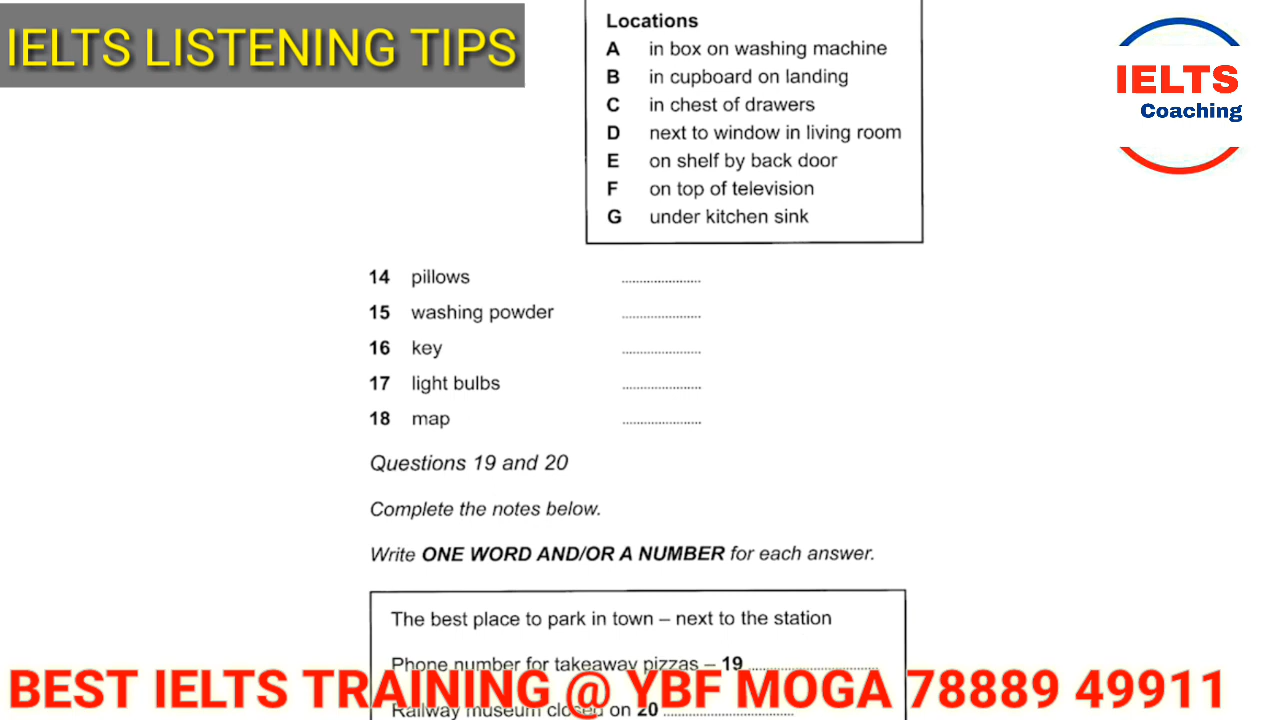 IELTS LISTENING TIPS
IELTS
Coaching
Locations
A in box on washing machine
B in cupboard on landing
C in chest of drawers
D next to window in living room
E on shelf by back door
F on top of television
G under kitchen sink
14 pillows ......................
15 washing powder ......................
16 key ......................
17 light bulbs ......................
18 map ......................
Questions 19 and 20
Complete the notes below.
Write ONE WORD AND/OR A NUMBER for each answer.
The best place to park in town – next to the station
Phone number for takeaway pizzas – 19 ......................
BEST IELTS TRAINING @ YBF MOGA 78889 49911
Railway museum closed on 20 ......................